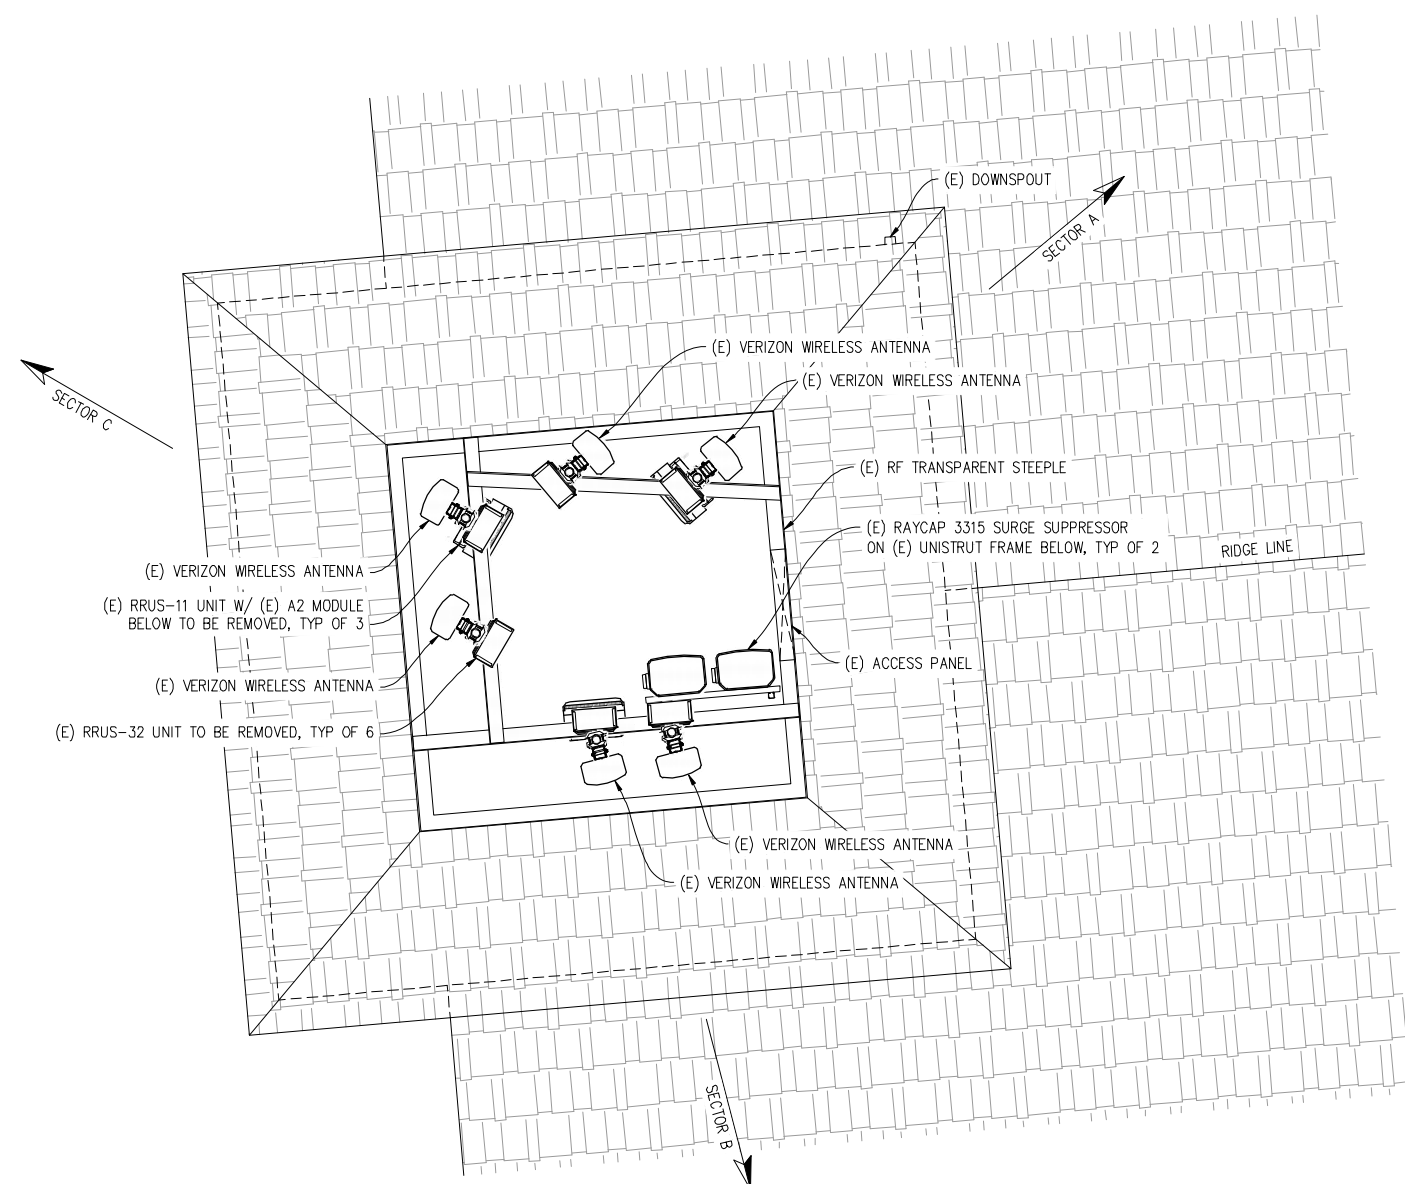 (E) DOWNSPOUT
SECTOR A
(E) VERIZON WIRELESS ANTENNA
(E) VERIZON WIRELESS ANTENNA
SECTOR C
(E) RF TRANSPARENT STEEPLE
(E) RAYCAP 3315 SURGE SUPPRESSOR
ON (E) UNISTRUT FRAME BELOW, TYP OF 2
RIDGE LINE
(E) VERIZON WIRELESS ANTENNA
(E) RRUS-11 UNIT W/ (E) A2 MODULE
BELOW TO BE REMOVED, TYP OF 3
(E) ACCESS PANEL
(E) VERIZON WIRELESS ANTENNA
(E) RRUS-32 UNIT TO BE REMOVED, TYP OF 6
(E) VERIZON WIRELESS ANTENNA
(E) VERIZON WIRELESS ANTENNA
SECTOR B